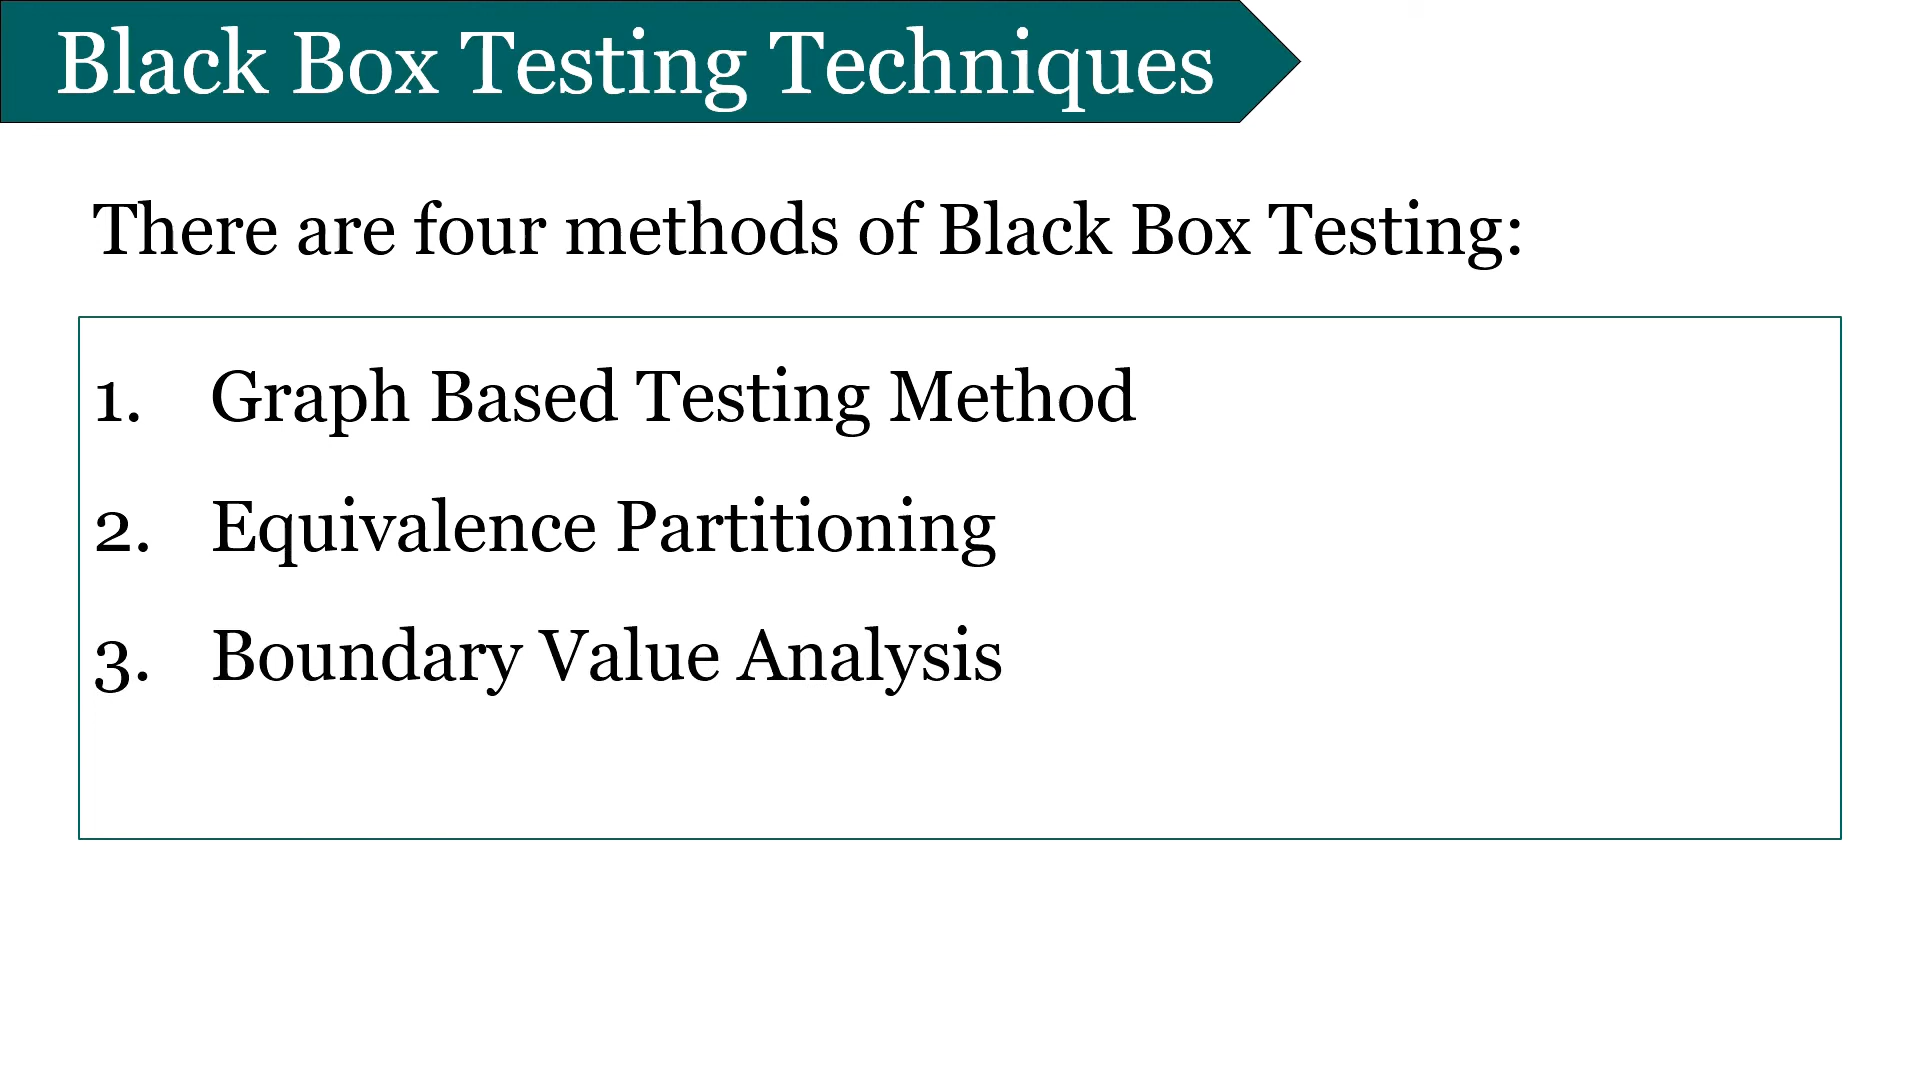 Black Box Testing Techniques
There are four methods of Black Box Testing:
1. Graph Based Testing Method
2. Equivalence Partitioning
3. Boundary Value Analysis